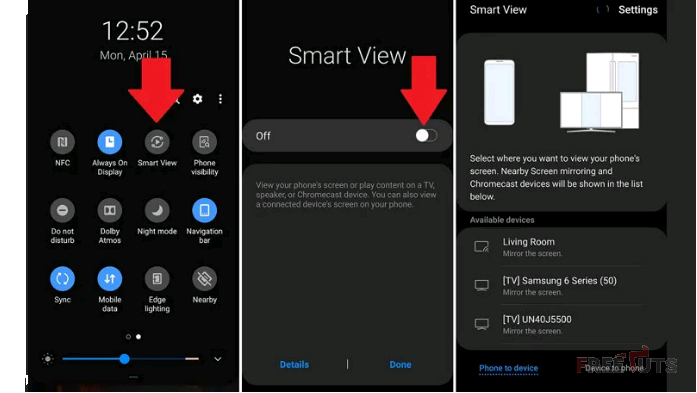 12:52
Mon, April 15
NFC
Always On
Display
Smart View
Phone
visibility
Do not
disturb
Dolby
Atmos
Night mode
Navigation
bar
Sync
Mobile
data
Edge
lighting
Nearby
Smart View
Off
View your phone's screen or play content on a TV,
speaker, or Chromecast device. You can also view
a connected device's screen on your phone.
Details
Done
Smart View
Settings
Select where you want to view your phone's
screen. Nearby Screen mirroring and
Chromecast devices will be shown in the list
below.
Available devices
Living Room
Mirror the screen.
[TV] Samsung 6 Series (50)
Mirror the screen.
[TV] UN40J5500
Mirror the screen.
Phone to device
Device to phone